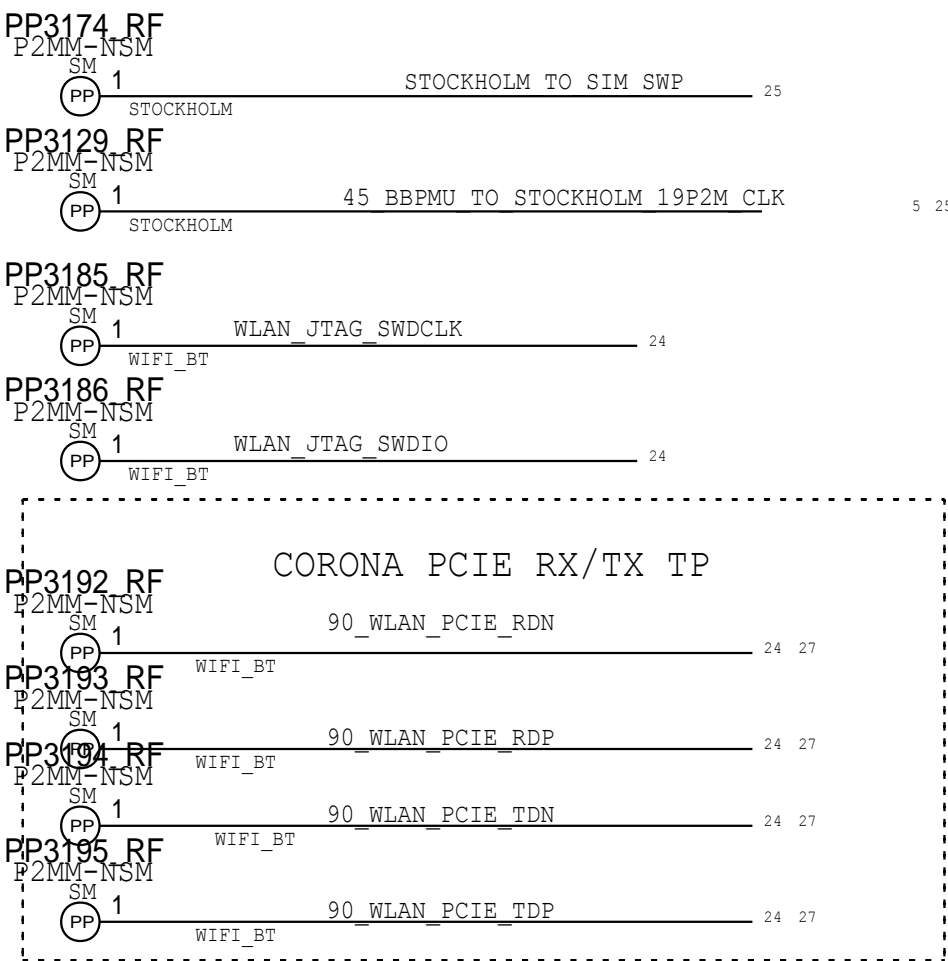 PP3174_RF
P2MM-NSM
SM
1
PP
STOCKHOLM_TO_SIM_SWP
25
STOCKHOLM
PP3129_RF
P2MM-NSM
SM
1
PP
45_BBPMU_TO_STOCKHOLM_19P2M_CLK
5 25
STOCKHOLM
PP3185_RF
P2MM-NSM
SM
1
PP
WLAN_JTAG_SWDCLK
24
WIFI_BT
PP3186_RF
P2MM-NSM
SM
1
PP
WLAN_JTAG_SWDIO
24
WIFI_BT
CORONA PCIE RX/TX TP
PP3192_RF
P2MM-NSM
SM
1
PP
90_WLAN_PCIE_RDN
24 27
WIFI_BT
PP3193_RF
P2MM-NSM
SM
1
PP
90_WLAN_PCIE_RDP
24 27
WIFI_BT
PP3194_RF
P2MM-NSM
SM
1
PP
90_WLAN_PCIE_TDN
24 27
WIFI_BT
PP3195_RF
P2MM-NSM
SM
1
PP
90_WLAN_PCIE_TDP
24 27
WIFI_BT